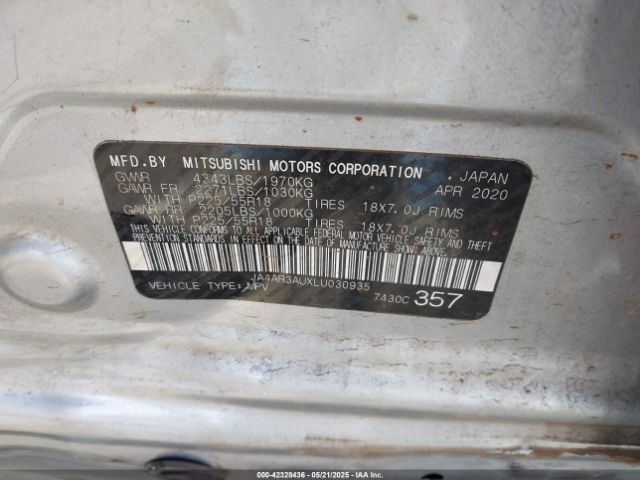 MFD.BY MITSUBISHI MOTORS CORPORATION , JAPAN
GVWR 4343LBS/1970KG APR 2020
GAWR FR 2271LBS/1030KG
WITH P225/55R18 TIRES 18X7.0J RIMS
GAWR RR 2205LBS/1000KG
WITH P225/55R18 TIRES 18X7.0J RIMS
THIS VEHICLE CONFORMS TO ALL APPLICABLE FEDERAL MOTOR VEHICLE SAFETY AND THEFT
PREVENTION STANDARDS IN EFFECT ON THE DATE OF MANUFACTURE SHOWN ABOVE.
JA4AR3AUXLU030935
VEHICLE TYPE: MPV 7430C 357
IAA-42328436 - 05/21/2025 - IAAI.com